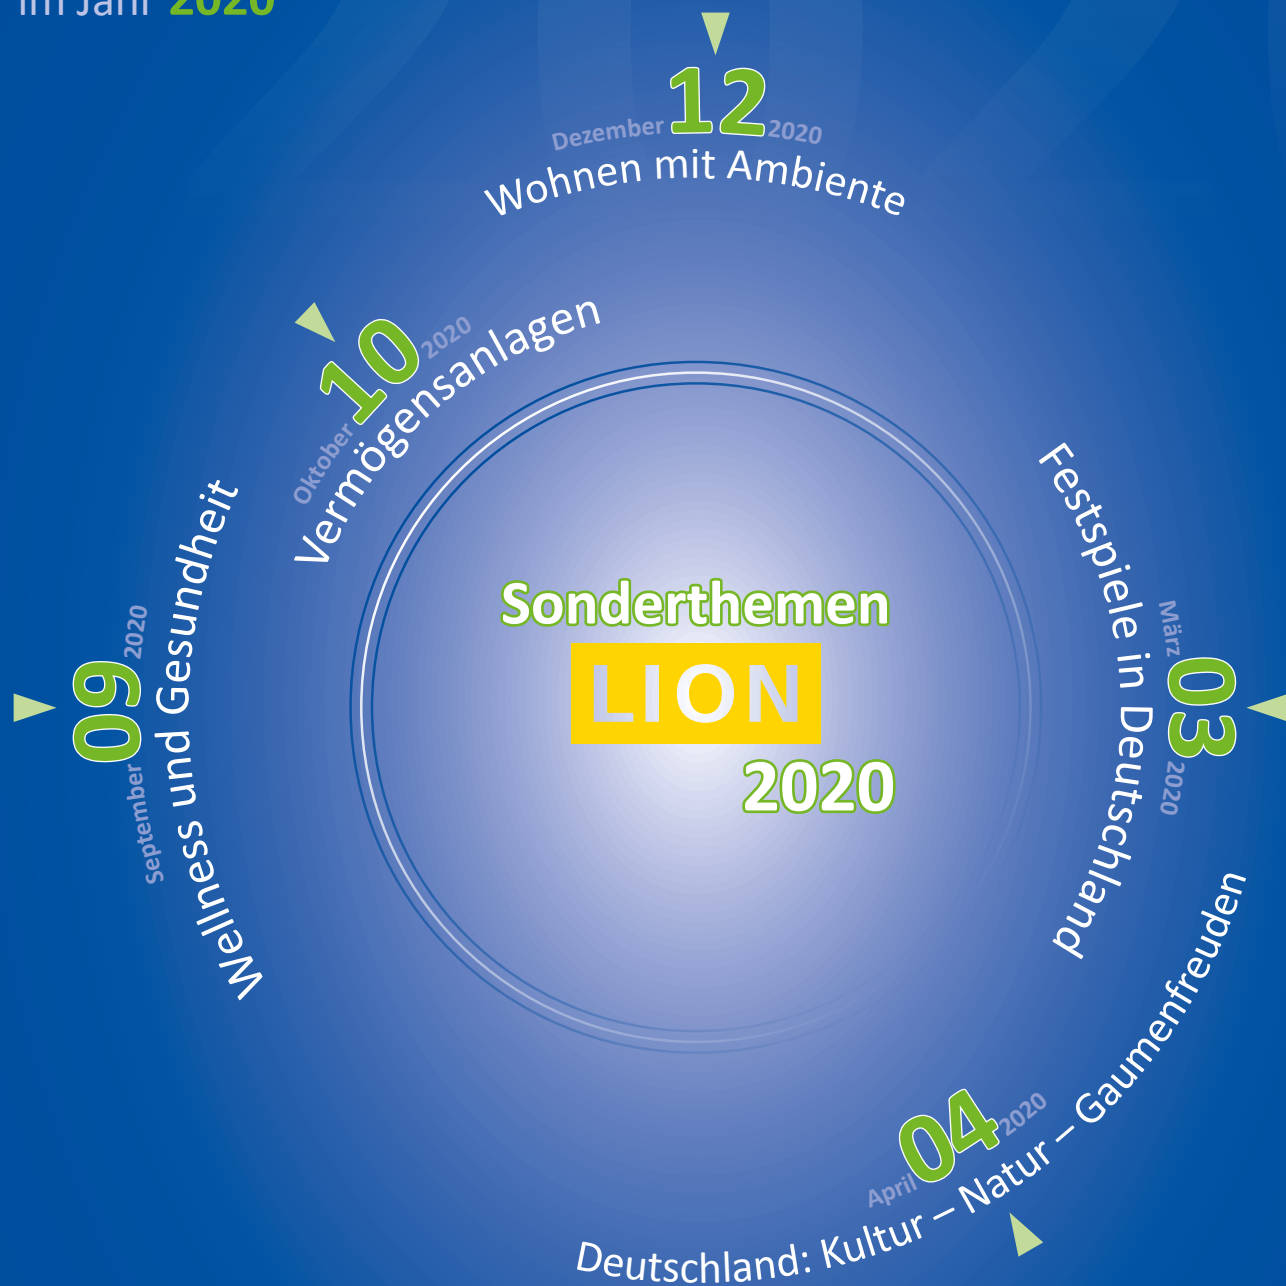 im Jahr 2020
Dezember 12 2020
Wohnen mit Ambiente
Oktober 10 2020
Vermögensanlagen
September 09 2020
Wellness und Gesundheit
Sonderthemen
LION
2020
März 03 2020
Festspiele in Deutschland
April 04 2020
Deutschland: Kultur – Natur – Gaumenfreuden